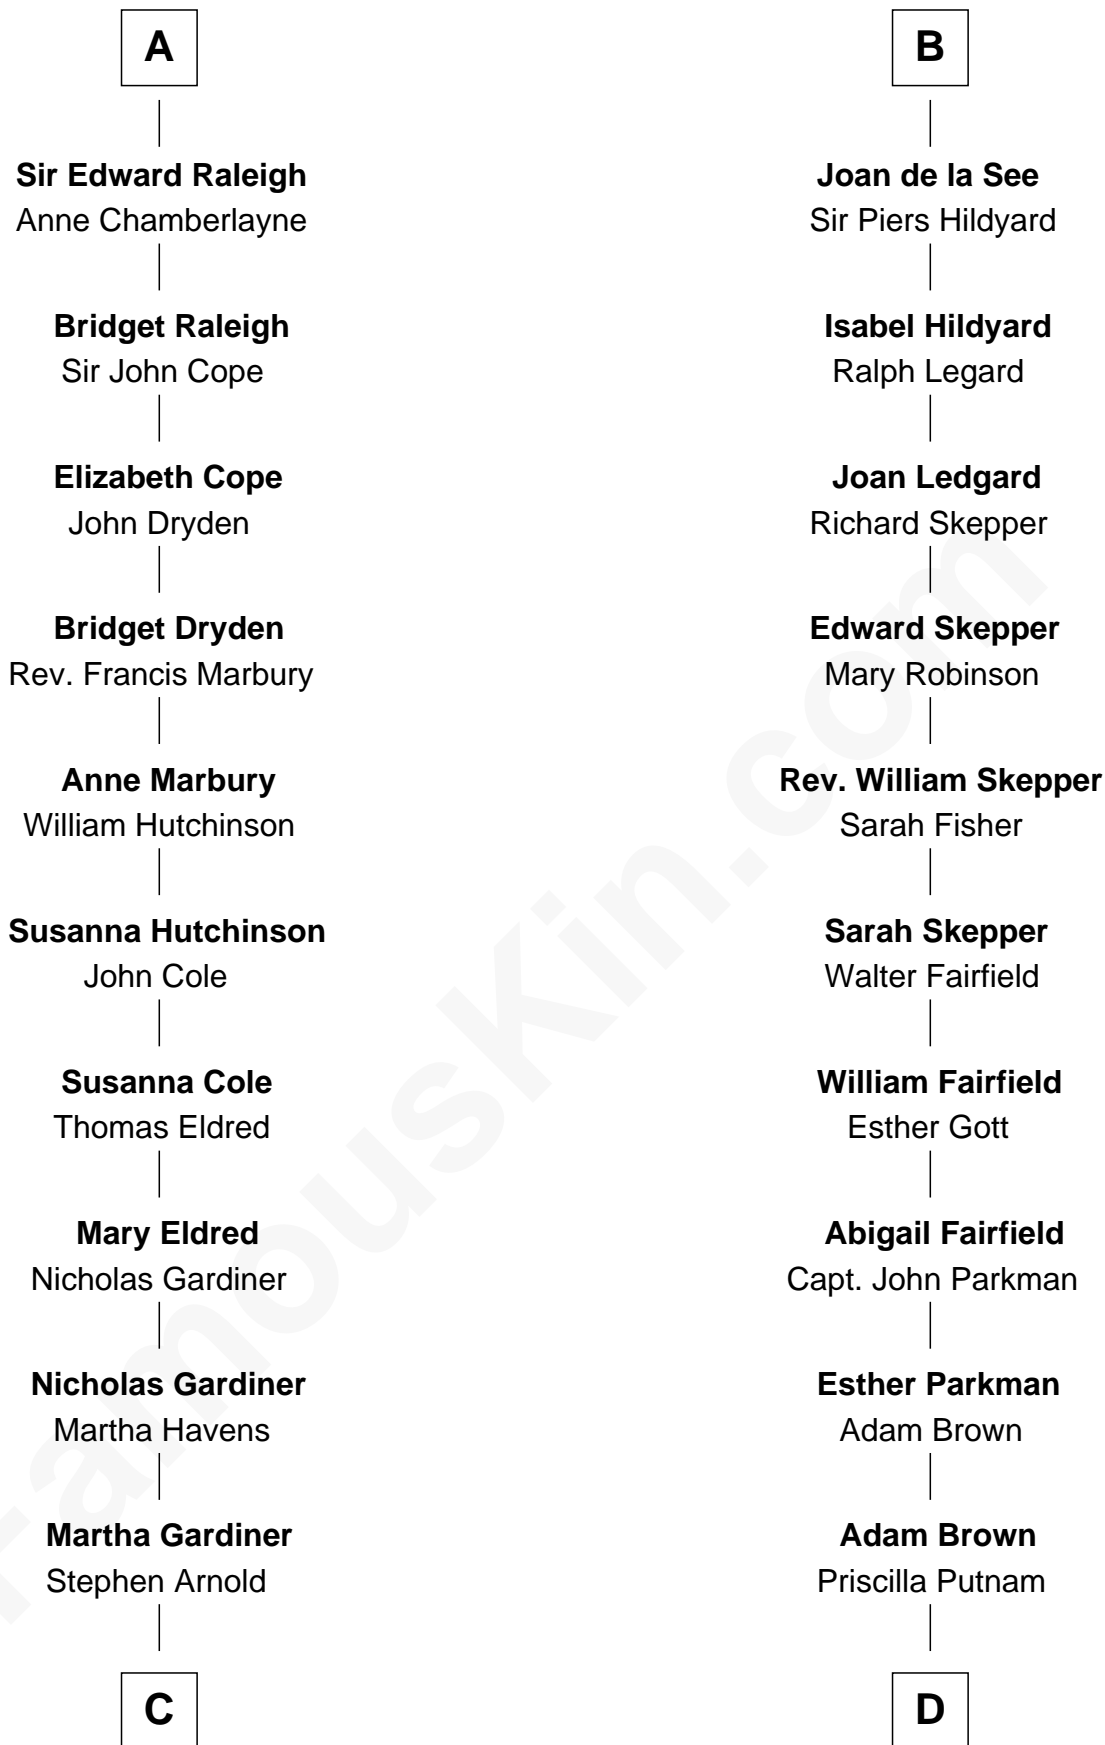 A
Sir Edward Raleigh
Anne Chamberlayne
Bridget Raleigh
Sir John Cope
Elizabeth Cope
John Dryden
Bridget Dryden
Rev. Francis Marbury
Anne Marbury
William Hutchinson
Susanna Hutchinson
John Cole
Susanna Cole
Thomas Eldred
Mary Eldred
Nicholas Gardiner
Nicholas Gardiner
Martha Havens
Martha Gardiner
Stephen Arnold
C
B
Joan de la See
Sir Piers Hildyard
Isabel Hildyard
Ralph Legard
Joan Ledgard
Richard Skepper
Edward Skepper
Mary Robinson
Rev. William Skepper
Sarah Fisher
Sarah Skepper
Walter Fairfield
William Fairfield
Esther Gott
Abigail Fairfield
Capt. John Parkman
Esther Parkman
Adam Brown
Adam Brown
Priscilla Putnam
D
FamousKin.com